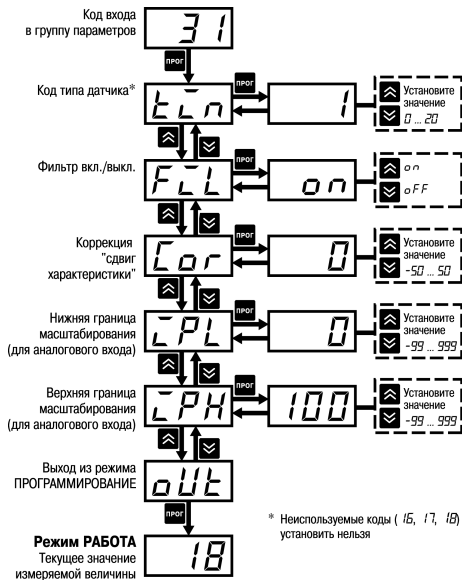 Код входа
в группу параметров
31
ПРОГ
Код типа датчика*
t in
ПРОГ
1
Установите
значение
0 ... 20
Фильтр вкл./выкл.
FiL
ПРОГ
on
on
oFF
Коррекция
"сдвиг
характеристики"
Cor
ПРОГ
0
Установите
значение
-50 ... 50
Нижняя граница
масштабирования
(для аналогового входа)
iPL
ПРОГ
0
Установите
значение
-99 ... 999
Верхняя граница
масштабирования
(для аналогового входа)
iPH
ПРОГ
100
Установите
значение
-99 ... 999
Выход из режима
ПРОГРАММИРОВАНИЕ
oUt
ПРОГ
* Неиспользуемые коды ( 16, 17, 18)
установить нельзя
Режим РАБОТА
Текущее значение
измеряемой величины
18